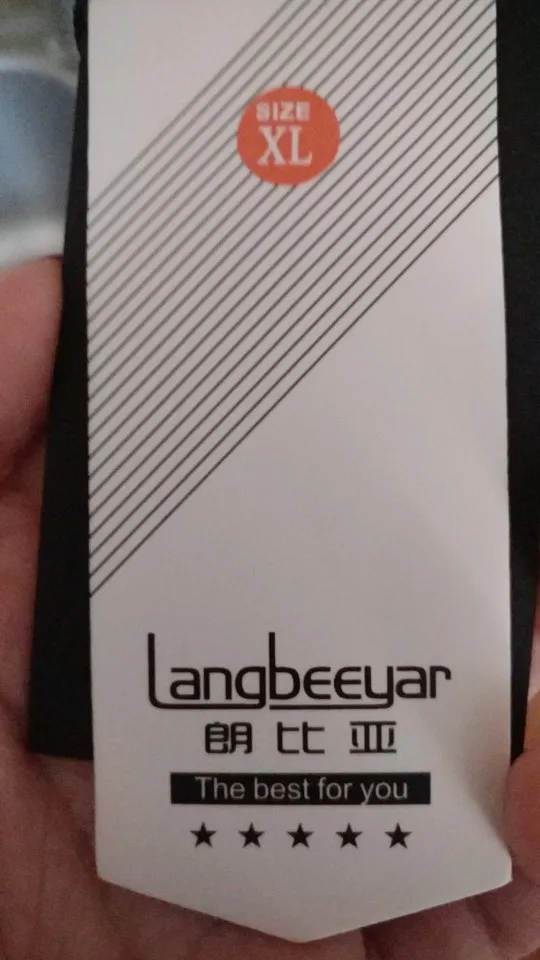 SIZE
XL
Langbeeyar
朗比亚
The best for you
★★★★★